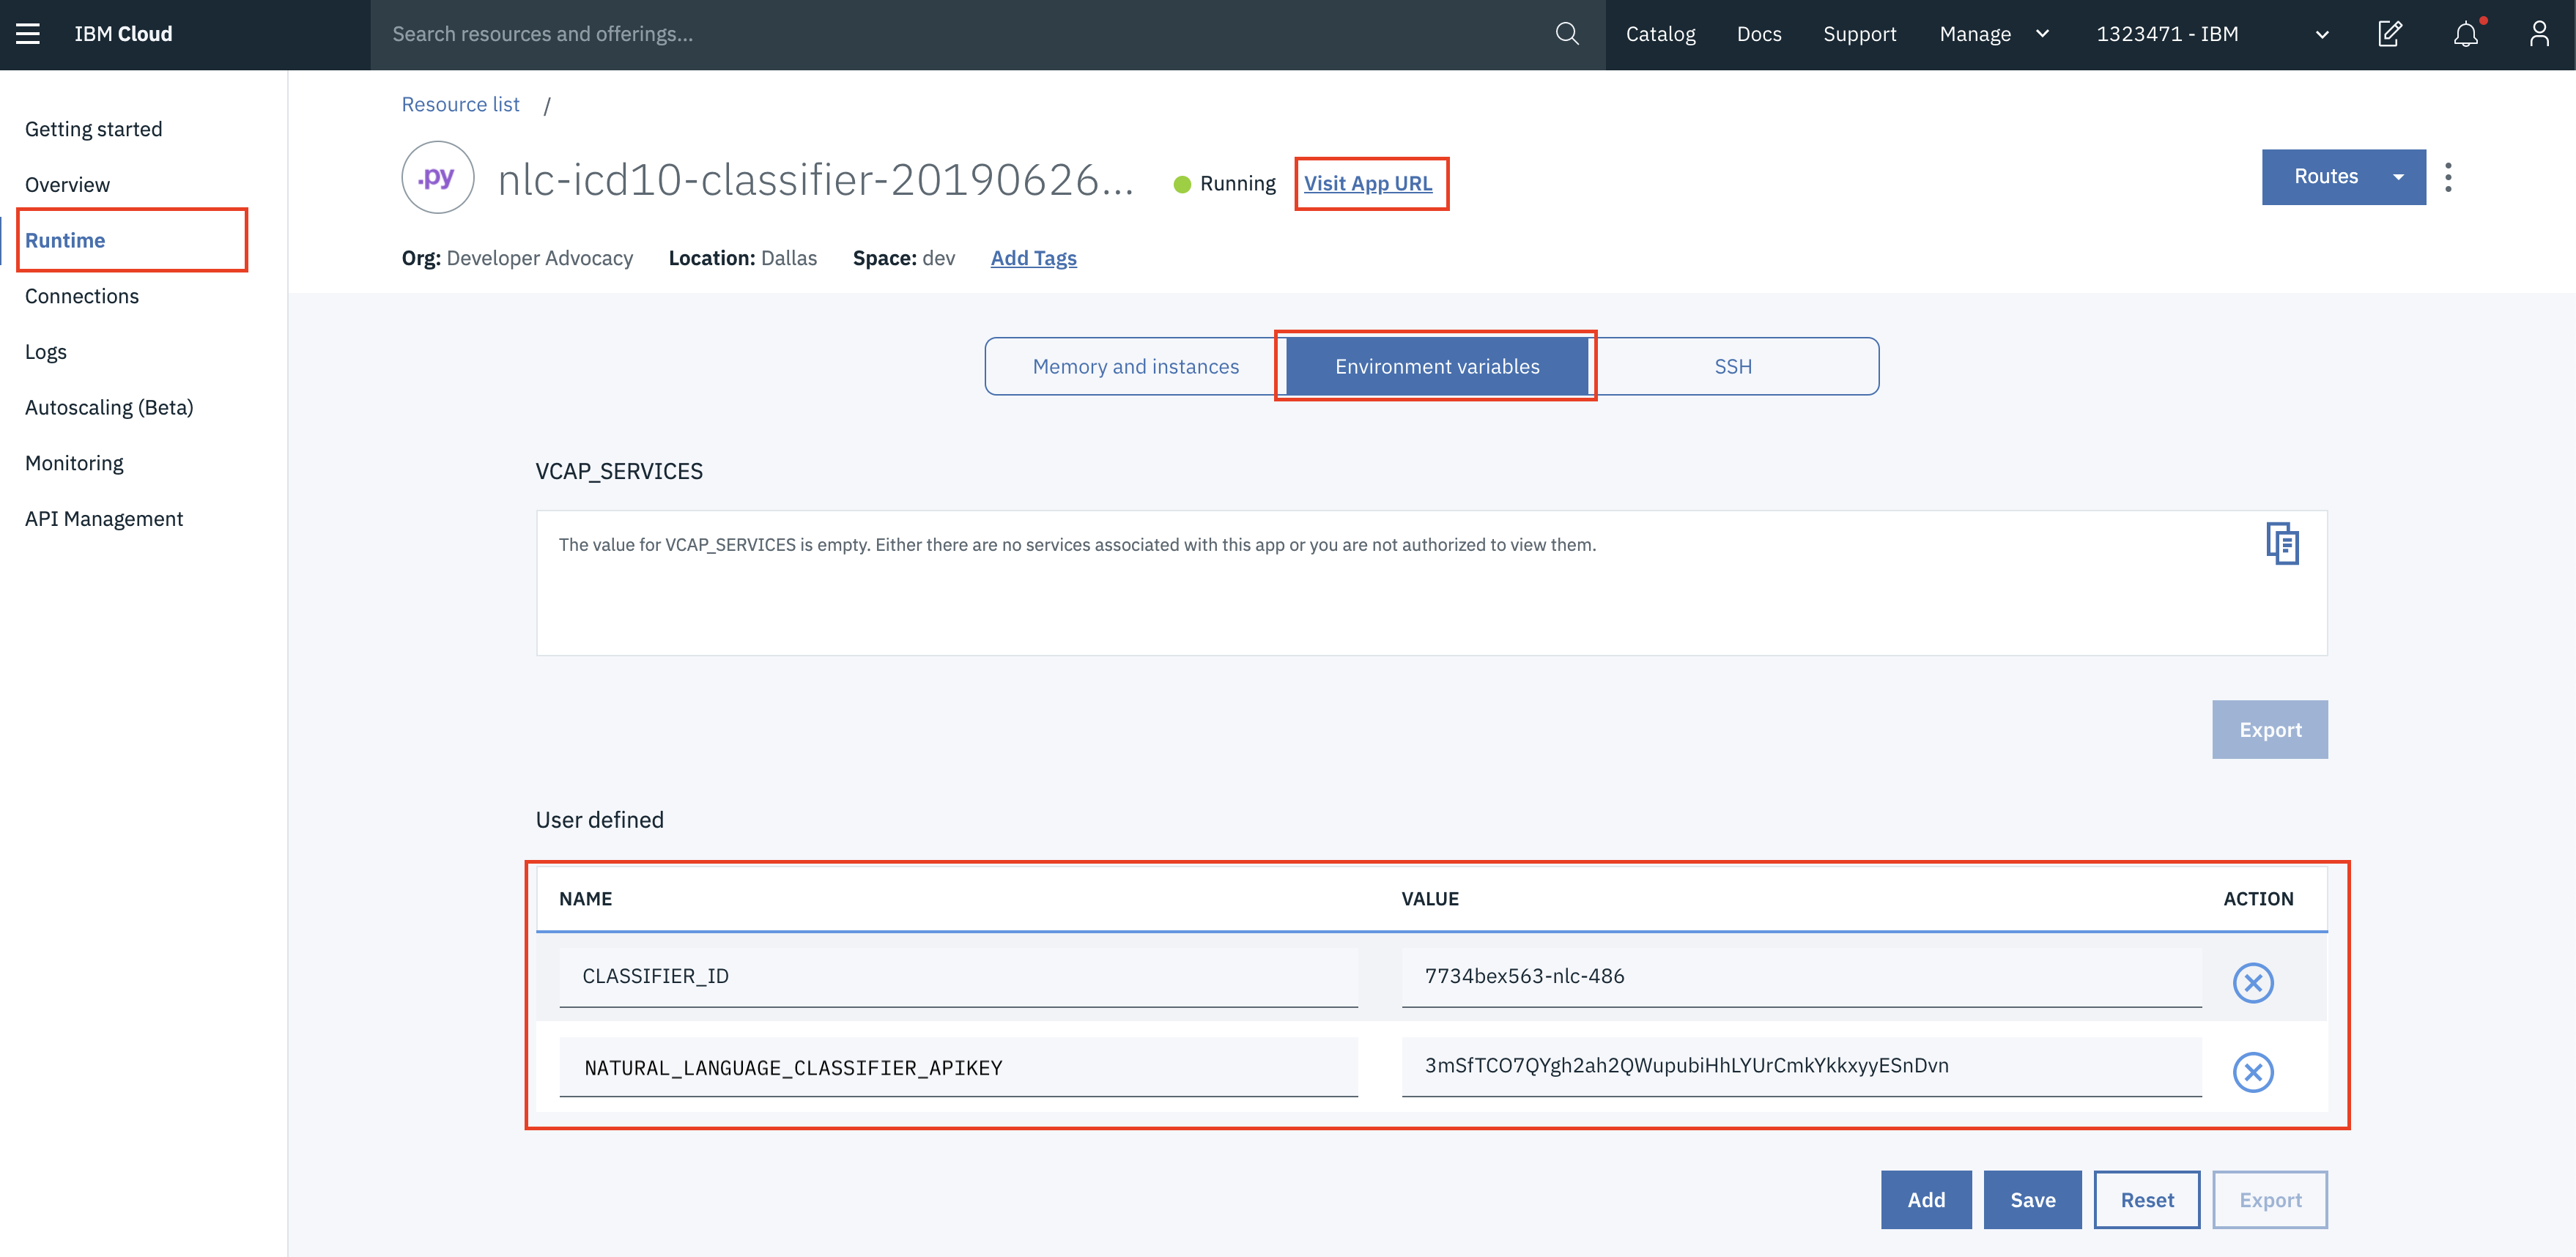 IBM Cloud
Search resources and offerings...
Catalog
Docs
Support
Manage
1323471 - IBM
Getting started
Overview
Runtime
Connections
Logs
Autoscaling (Beta)
Monitoring
API Management
Resource list /
.py
nlc-icd10-classifier-20190626...
Running
Visit App URL
Routes
Org: Developer Advocacy
Location: Dallas
Space: dev
Add Tags
Memory and instances
Environment variables
SSH
VCAP_SERVICES
The value for VCAP_SERVICES is empty. Either there are no services associated with this app or you are not authorized to view them.
Export
User defined
NAME VALUE ACTION
CLASSIFIER_ID 7734bex563-nlc-486
NATURAL_LANGUAGE_CLASSIFIER_APIKEY 3mSfTCO7QYgh2ah2QWupubiHhLYUrCmkYkkxyyESnDvn
Add
Save
Reset
Export